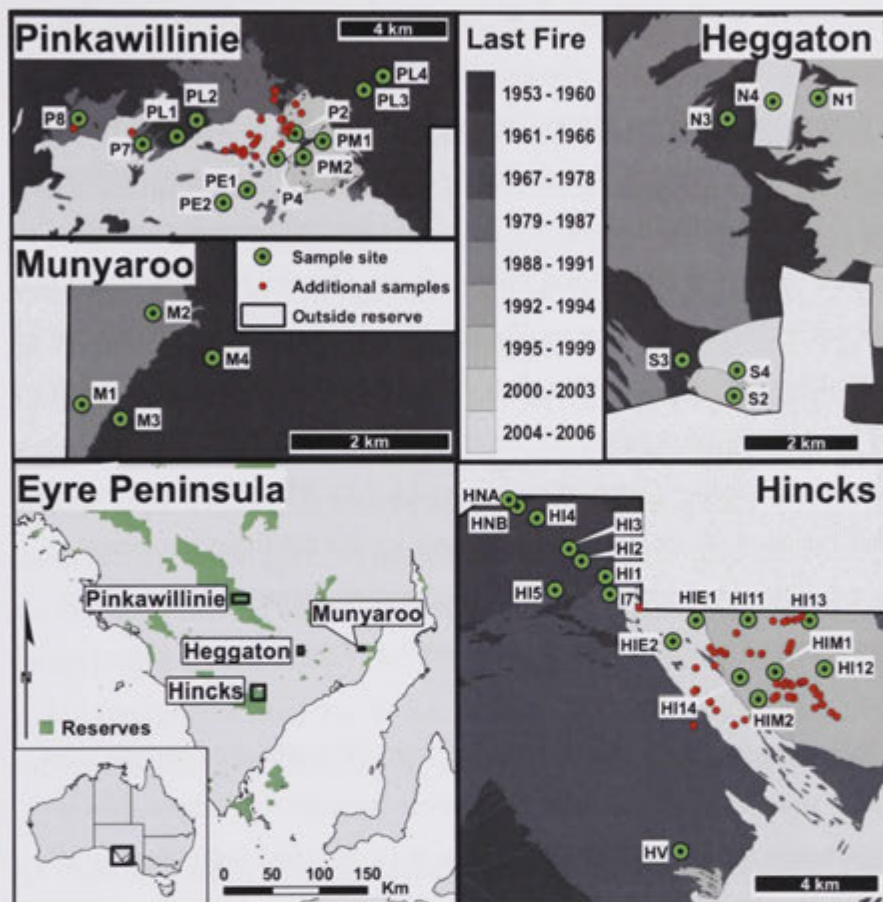 Pinkawillinie
4 km
PL4
PL3
PL2
PL1
P2
P8
P7
PM1
PM2
PE1
P4
PE2
Last Fire
1953 - 1960
1961 - 1966
1967 - 1978
1979 - 1987
1988 - 1991
1992 - 1994
1995 - 1999
2000 - 2003
2004 - 2006
Heggaton
N4
N1
N3
S3
S4
S2
2 km
Munyaroo
Sample site
Additional samples
Outside reserve
M2
M4
M1
M3
2 km
Eyre Peninsula
Pinkawillinie
Munyaroo
Heggaton
Hincks
Reserves
0 50 100 150
Km
Hincks
HNA
HNB
HI4
HI3
HI2
HI1
HI5
I7
HIE1
HI11
HI13
HIE2
HIM1
HI12
HI14
HIM2
HV
4 km